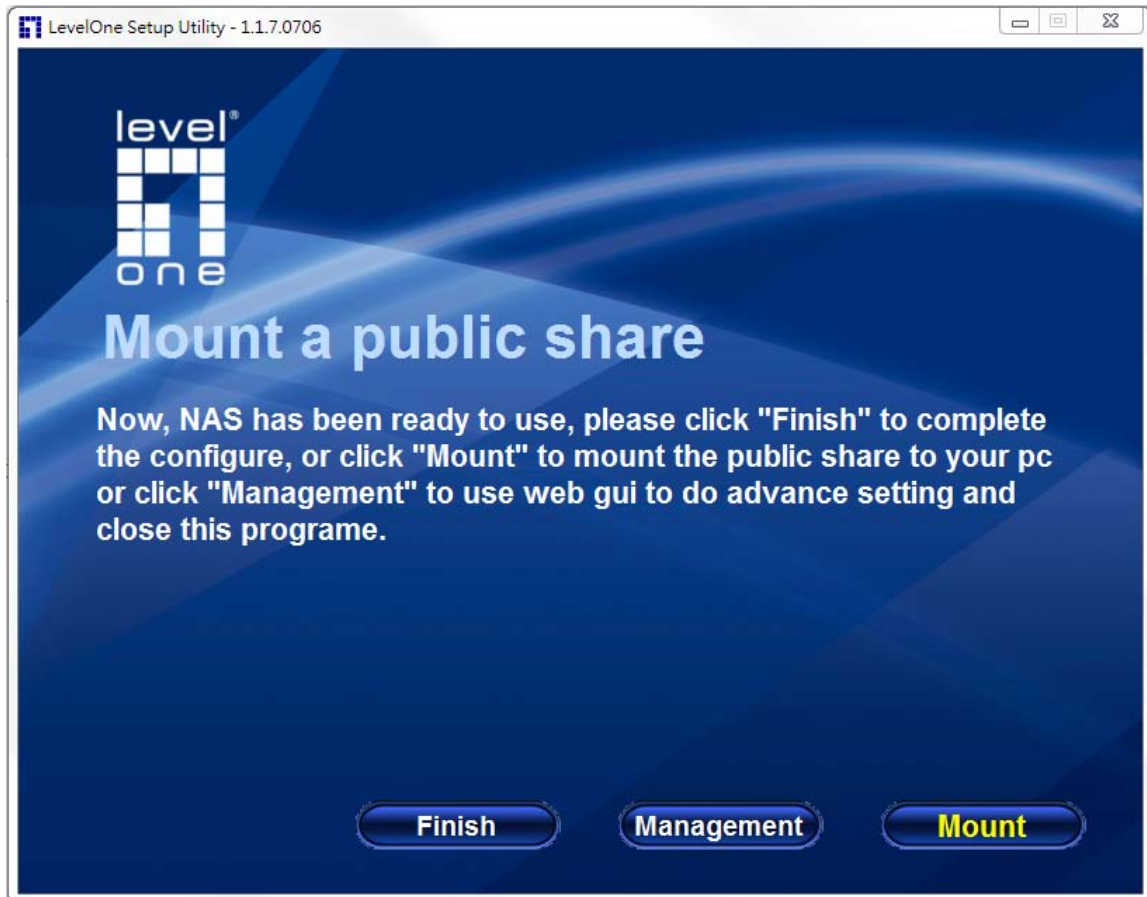 LevelOne Setup Utility - 1.1.7.0706
level®
one
Mount a public share
Now, NAS has been ready to use, please click "Finish" to complete
the configure, or click "Mount" to mount the public share to your pc
or click "Management" to use web gui to do advance setting and
close this programe.
Finish Management Mount